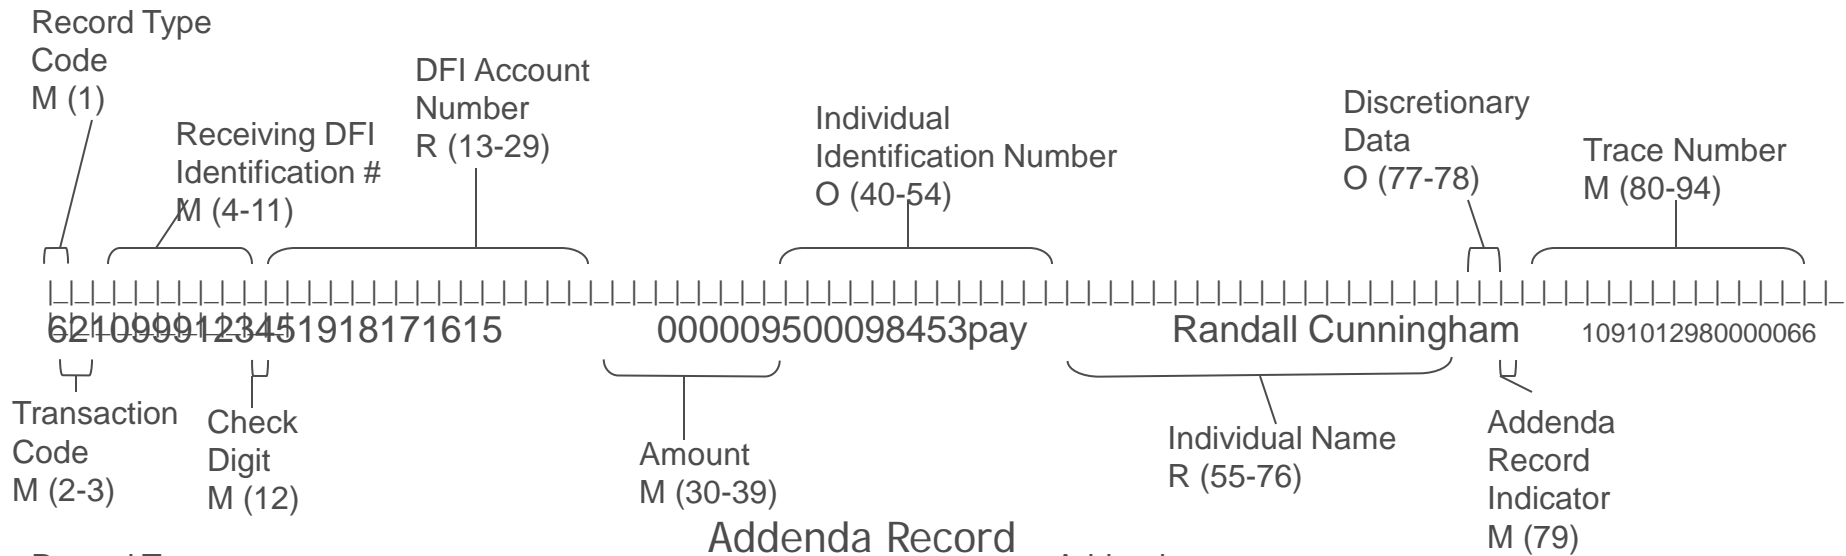 Record Type
Code
M (1)
Receiving DFI
Identification #
M (4-11)
DFI Account
Number
R (13-29)
Individual
Identification Number
O (40-54)
Discretionary
Data
O (77-78)
Trace Number
M (80-94)
6210999123451918171615
000009500098453pay
Randall Cunningham
1091012980000066
Transaction
Code
M (2-3)
Check
Digit
M (12)
Amount
M (30-39)
Individual Name
R (55-76)
Addenda
Record
Indicator
M (79)
Addenda Record